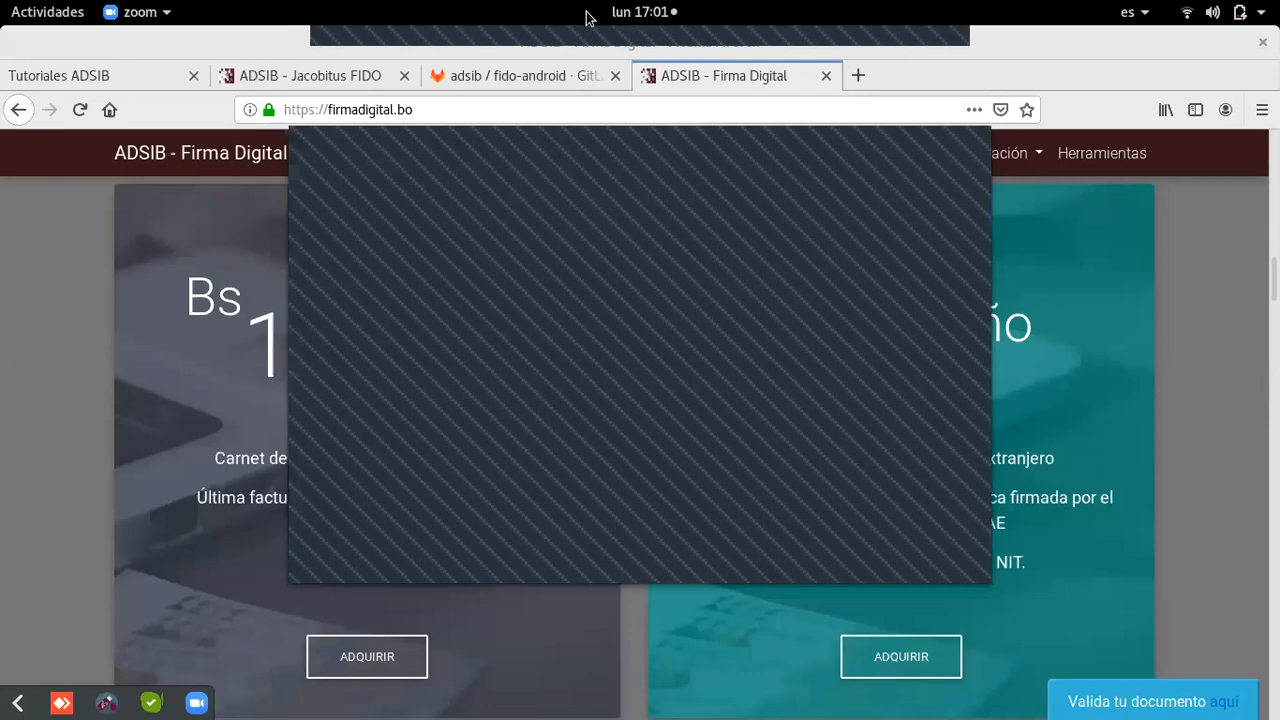 Actividades zoom lun 17:01 es
Tutoriales ADSIB ADSIB - Jacobitus FIDO adsib / fido-android · GitL ADSIB - Firma Digital
https://firmadigital.bo
ADSIB - Firma Digital ación Herramientas
Bs
1
ño
Carnet de xtranjero
Última factu ca firmada por el
AE
NIT.
ADQUIRIR ADQUIRIR
Valida tu documento aquí